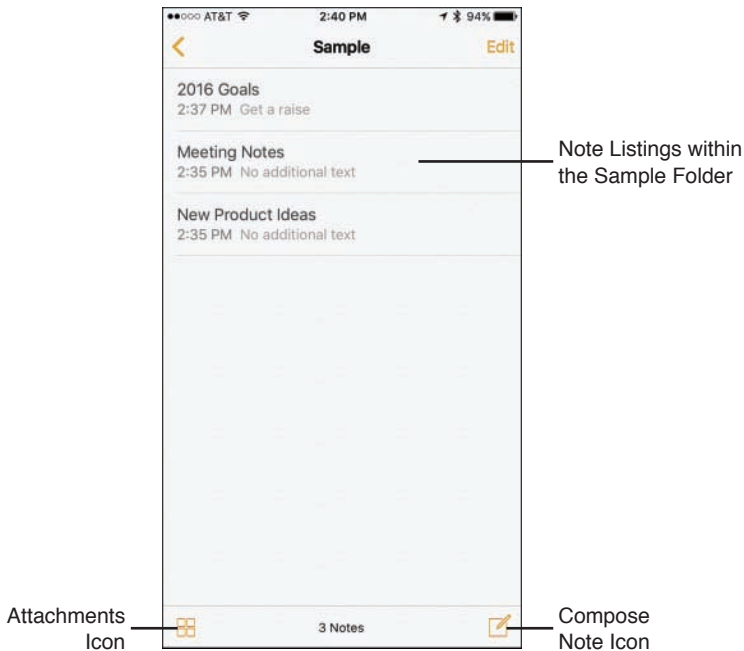 AT&T 2:40 PM 94%
Sample Edit
2016 Goals
2:37 PM Get a raise
Meeting Notes
2:35 PM No additional text
Note Listings within
the Sample Folder
New Product Ideas
2:35 PM No additional text
Attachments
Icon
3 Notes
Compose
Note Icon